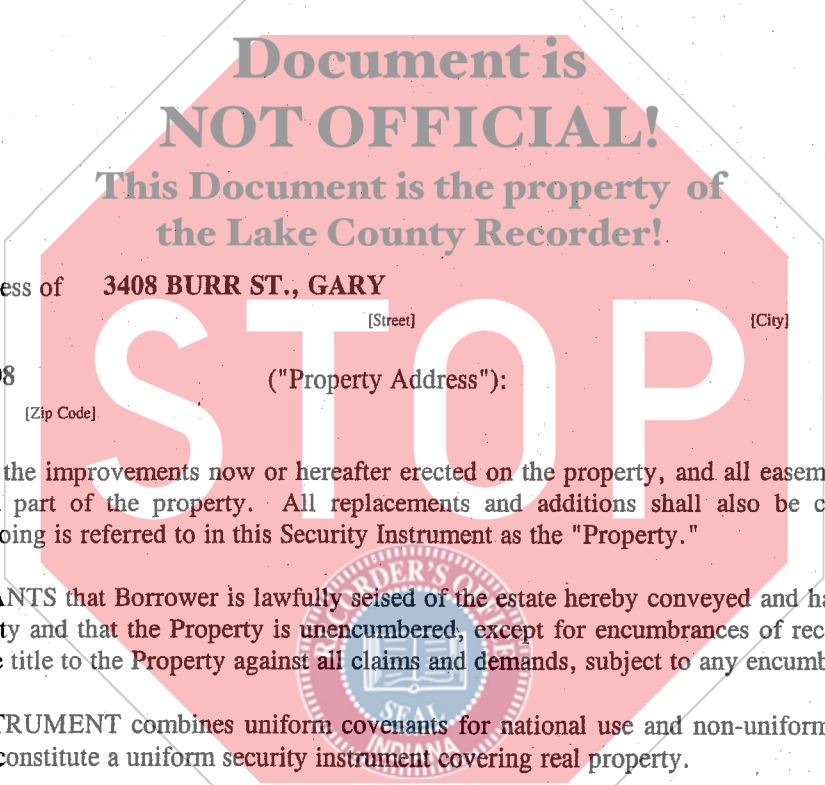 Document is
NOT OFFICIAL!
This Document is the property of
the Lake County Recorder!
ess of 3408 BURR ST., GARY
[Street] [City]
8 ("Property Address"):
[Zip Code]
STOP
the improvements now or hereafter erected on the property, and all easem
part of the property. All replacements and additions shall also be c
oing is referred to in this Security Instrument as the "Property."
ANTS that Borrower is lawfully seised of the estate hereby conveyed and ha
ty and that the Property is unencumbered, except for encumbrances of rec
title to the Property against all claims and demands, subject to any encumb
TRUMENT combines uniform covenants for national use and non-uniform
constitute a uniform security instrument covering real property.
RECORDER'S OFFICE
SEAL
INDIANA